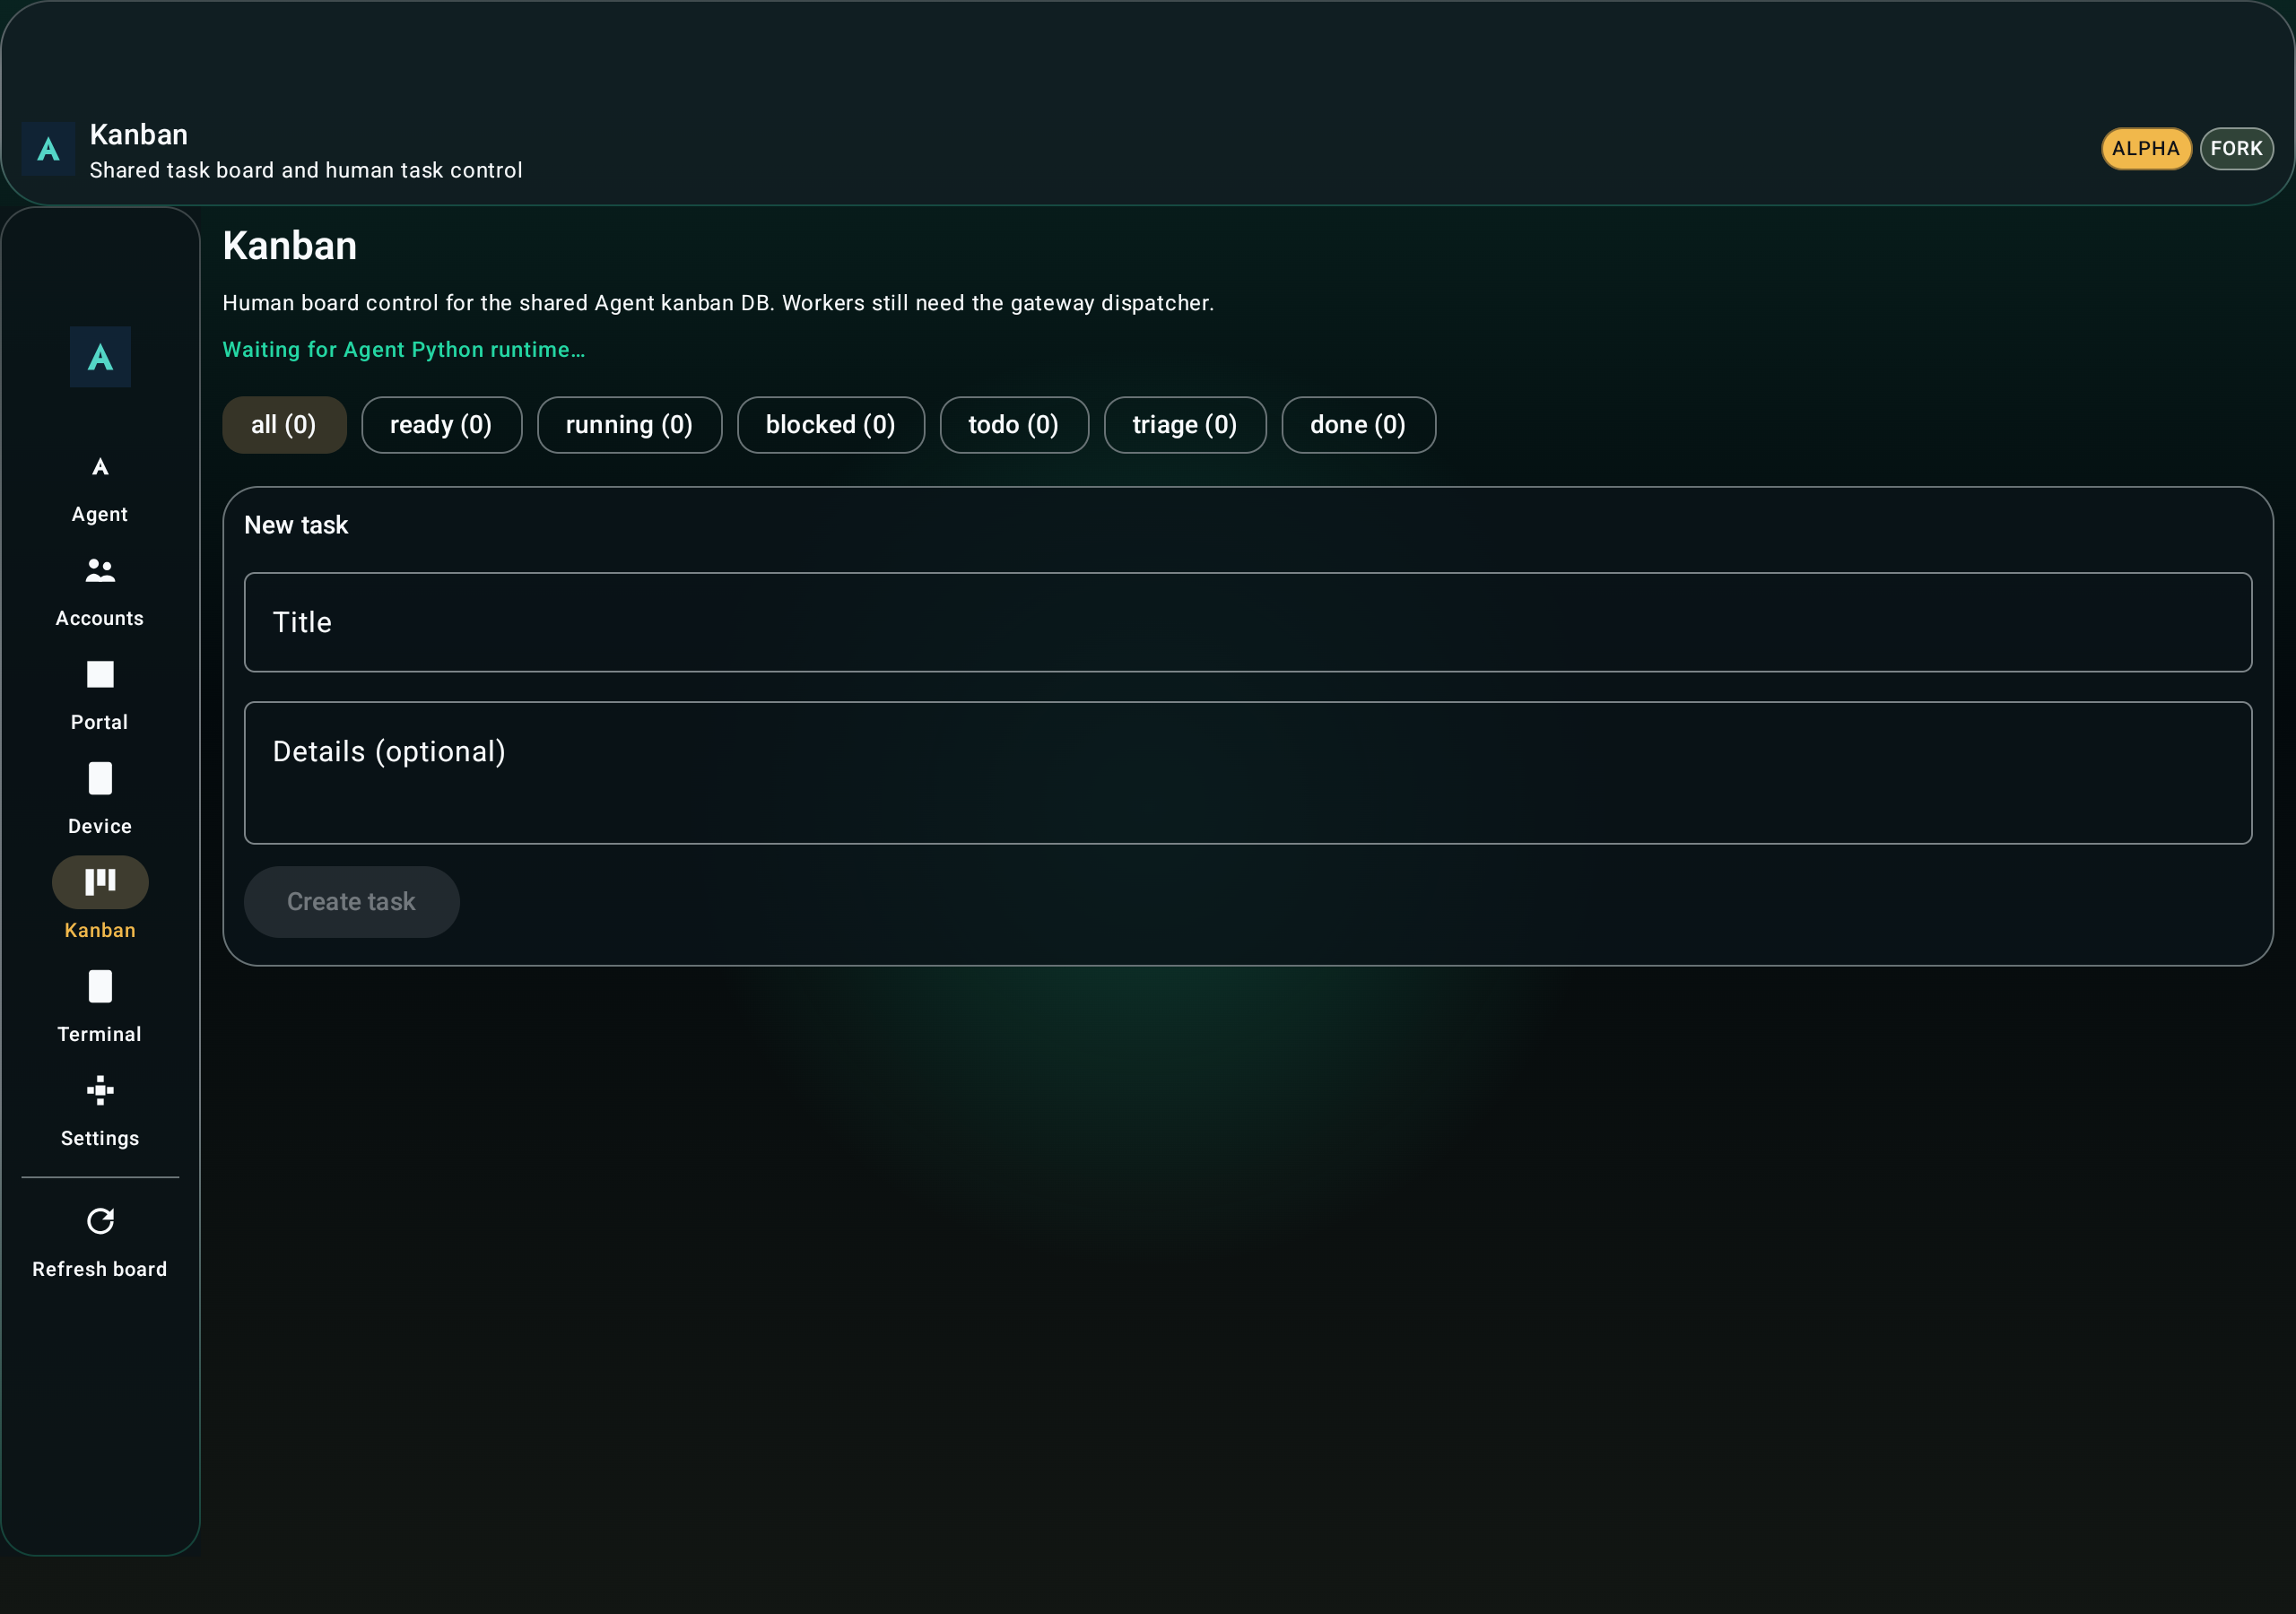 Kanban
Shared task board and human task control
ALPHA
FORK
Agent
Accounts
Portal
Device
Kanban
Terminal
Settings
Refresh board
Kanban
Human board control for the shared Agent kanban DB. Workers still need the gateway dispatcher.
Waiting for Agent Python runtime…
all (0)
ready (0)
running (0)
blocked (0)
todo (0)
triage (0)
done (0)
New task
Title
Details (optional)
Create task